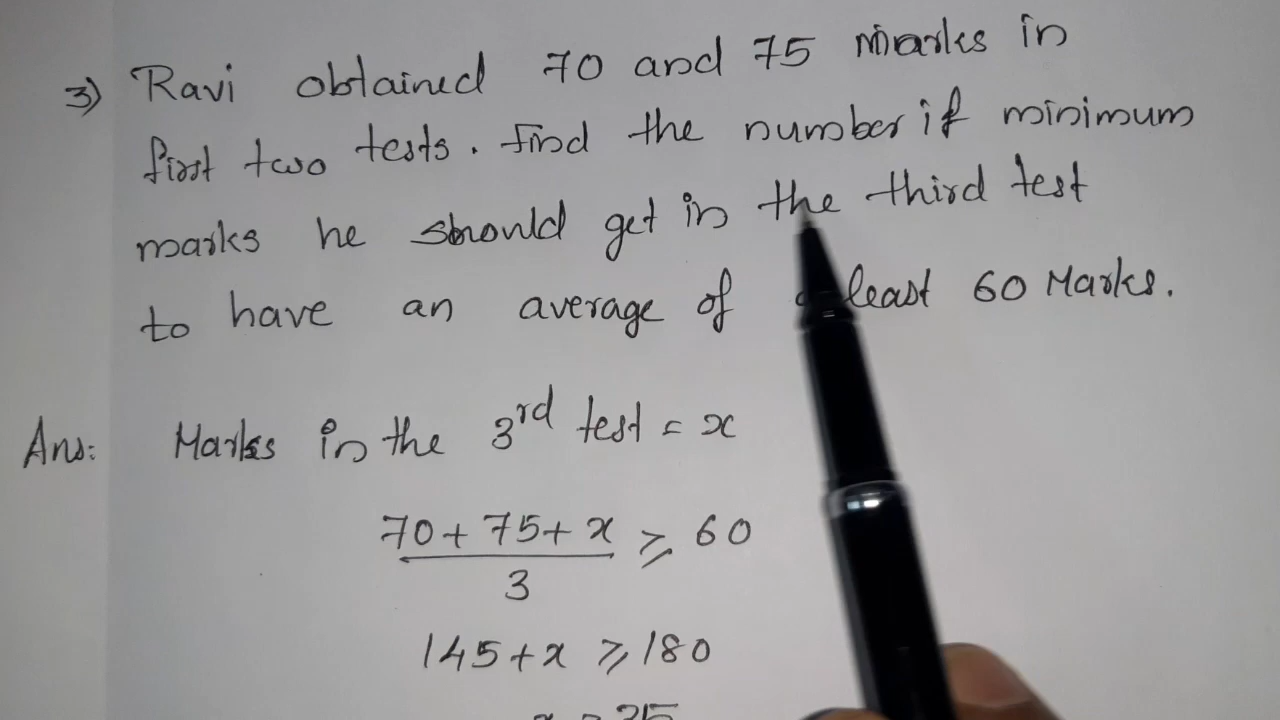 3) Ravi obtained 70 and 75 marks in
first two tests. find the number if minimum
marks he should get in the third test
to have an average of least 60 Marks.
Ans: Marks in the 3rd test = x
70 + 75 + x ≥ 60
3
145 + x ≥ 180